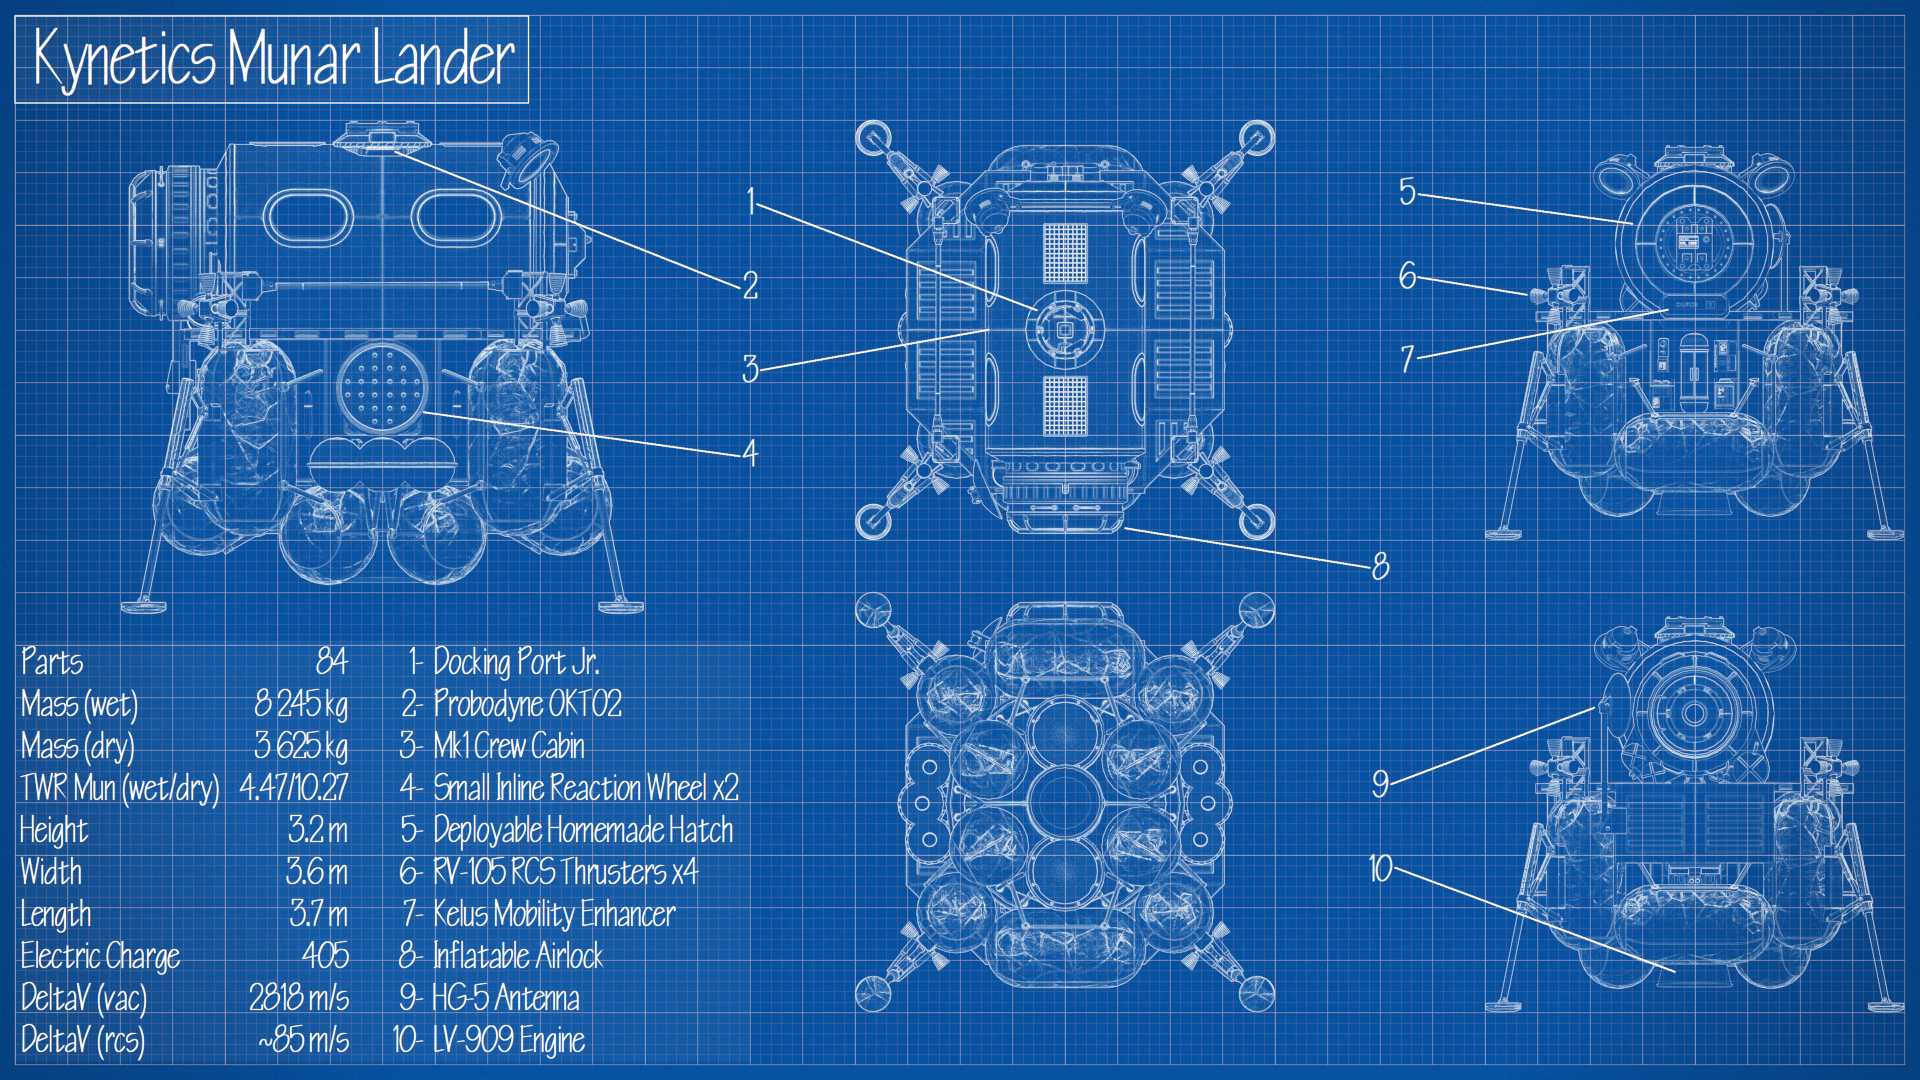 Kynetics Munar Lander
1
2
3
4
5
6
7
8
9
10
Parts 84
Mass (wet) 8 245 kg
Mass (dry) 3 625 kg
TWR Mun (wet/dry) 4.47/10.27
Height 3.2 m
Width 3.6 m
Length 3.7 m
Electric Charge 405
DeltaV (vac) 2818 m/s
DeltaV (rcs) ~85 m/s
1- Docking Port Jr.
2- Probodyne OKTO2
3- Mk1 Crew Cabin
4- Small Inline Reaction Wheel x2
5- Deployable Homemade Hatch
6- RV-105 RCS Thrusters x4
7- Kelus Mobility Enhancer
8- Inflatable Airlock
9- HG-5 Antenna
10- LV-909 Engine